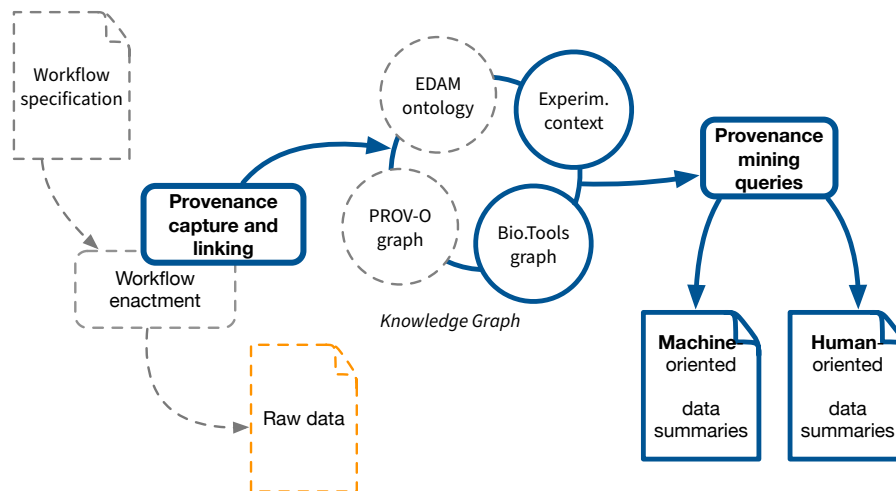 Workflow
specification
Provenance
capture and
linking
Workflow
enactment
Raw data
EDAM
ontology
Experim.
context
PROV-O
graph
Bio.Tools
graph
Knowledge Graph
Provenance
mining
queries
Machine-
oriented
data
summaries
Human-
oriented
data
summaries